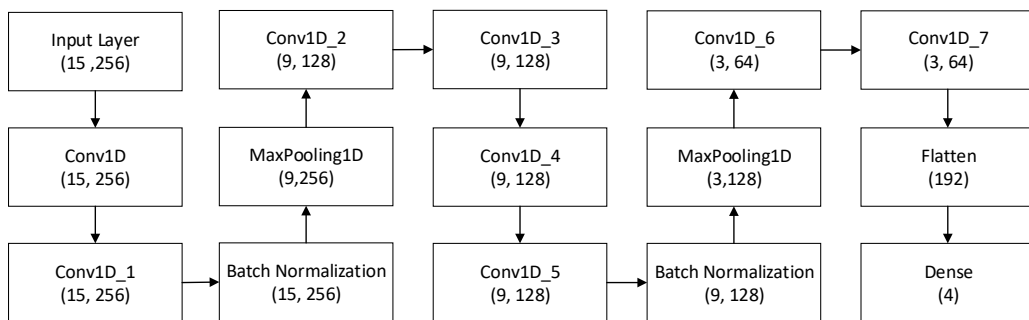 Input Layer
(15 ,256)
Conv1D
(15, 256)
Conv1D_1
(15, 256)
Batch Normalization
(15, 256)
MaxPooling1D
(9,256)
Conv1D_2
(9, 128)
Conv1D_3
(9, 128)
Conv1D_4
(9, 128)
Conv1D_5
(9, 128)
Batch Normalization
(9, 128)
MaxPooling1D
(3,128)
Conv1D_6
(3, 64)
Conv1D_7
(3, 64)
Flatten
(192)
Dense
(4)